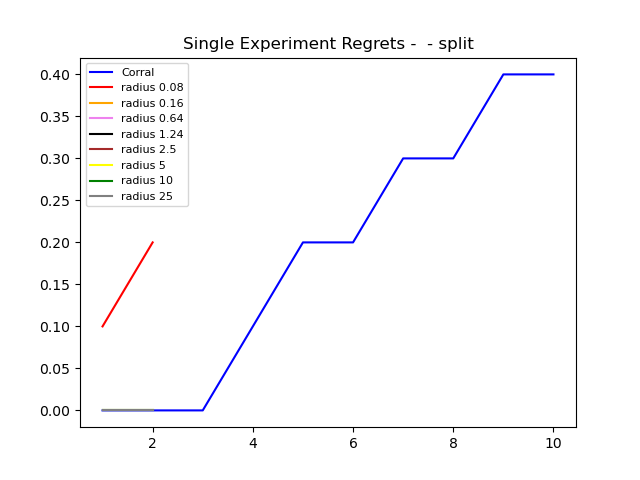 Single Experiment Regrets -  - split
Corral
radius 0.08
radius 0.16
radius 0.64
radius 1.24
radius 2.5
radius 5
radius 10
radius 25
0.40
0.35
0.30
0.25
0.20
0.15
0.10
0.05
0.00
2 4 6 8 10